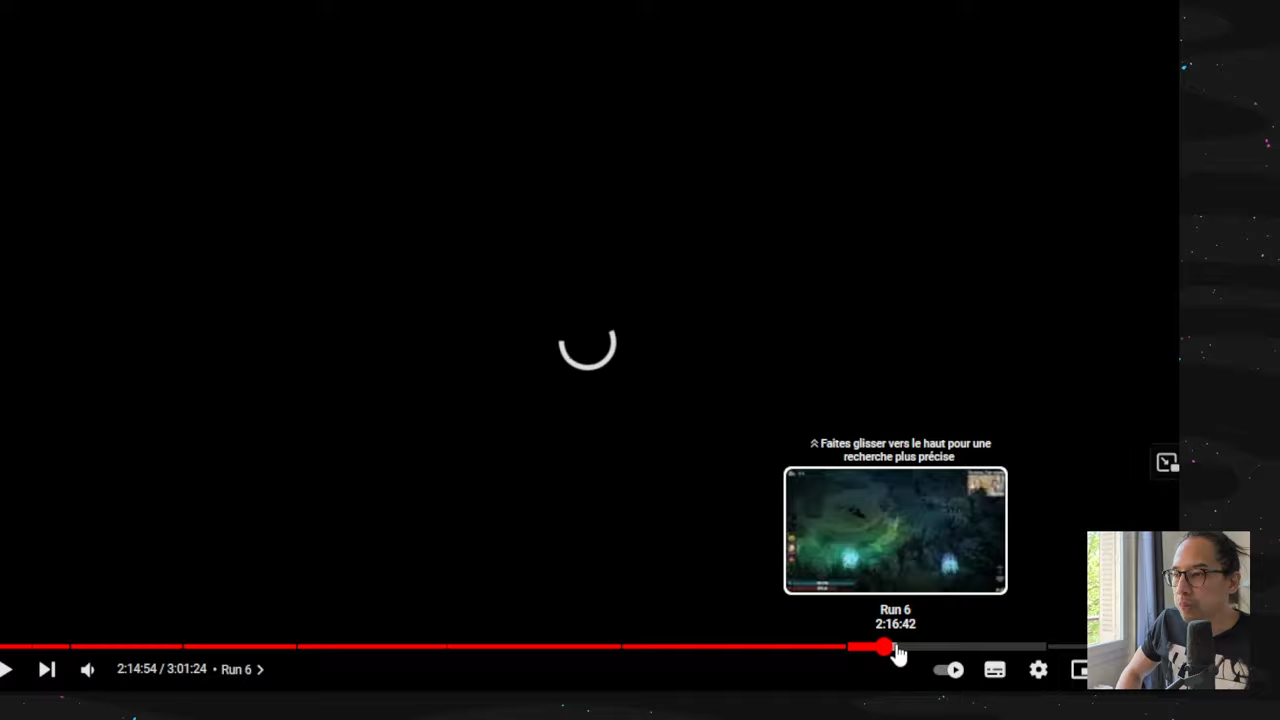 Faites glisser vers le haut pour une
recherche plus précise
Run 6
2:16:42
2:14:54 / 3:01:24 • Run 6